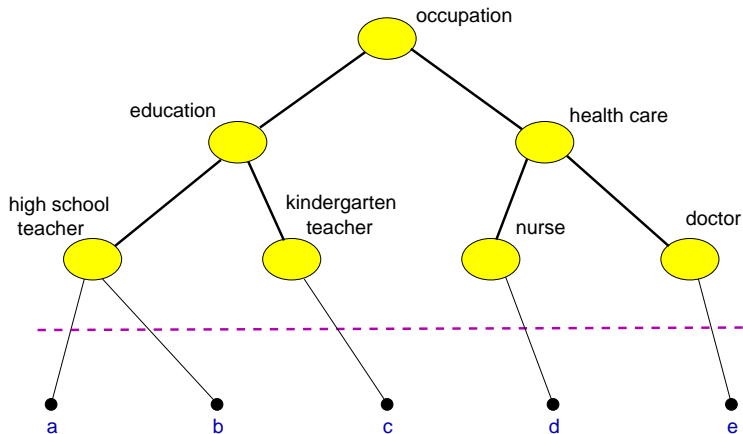 occupation
education
health care
high school
teacher
kindergarten
teacher
nurse
doctor
a
b
c
d
e